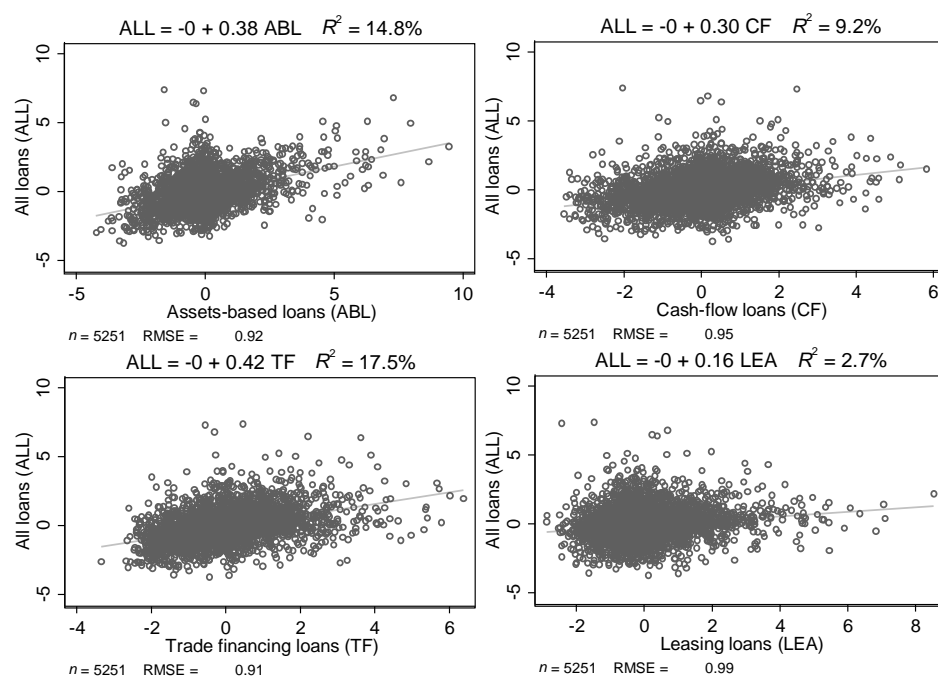 ALL = -0 + 0.38 ABL R² = 14.8%
All loans (ALL)
10
5
0
-5
-5 0 5 10
Assets-based loans (ABL)
n = 5251 RMSE = 0.92
ALL = -0 + 0.30 CF R² = 9.2%
All loans (ALL)
10
5
0
-5
-4 -2 0 2 4 6
Cash-flow loans (CF)
n = 5251 RMSE = 0.95
ALL = -0 + 0.42 TF R² = 17.5%
All loans (ALL)
10
5
0
-5
-4 -2 0 2 4 6
Trade financing loans (TF)
n = 5251 RMSE = 0.91
ALL = -0 + 0.16 LEA R² = 2.7%
All loans (ALL)
10
5
0
-5
-2 0 2 4 6 8
Leasing loans (LEA)
n = 5251 RMSE = 0.99